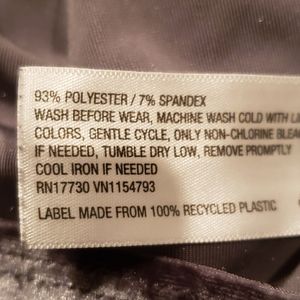 93% POLYESTER / 7% SPANDEX
WASH BEFORE WEAR, MACHINE WASH COLD WITH
COLORS, GENTLE CYCLE, ONLY NON-CHLORINE
IF NEEDED, TUMBLE DRY LOW, REMOVE PROMPTLY
COOL IRON IF NEEDED
RN17730 VN1154793
LABEL MADE FROM 100% RECYCLED PLASTIC